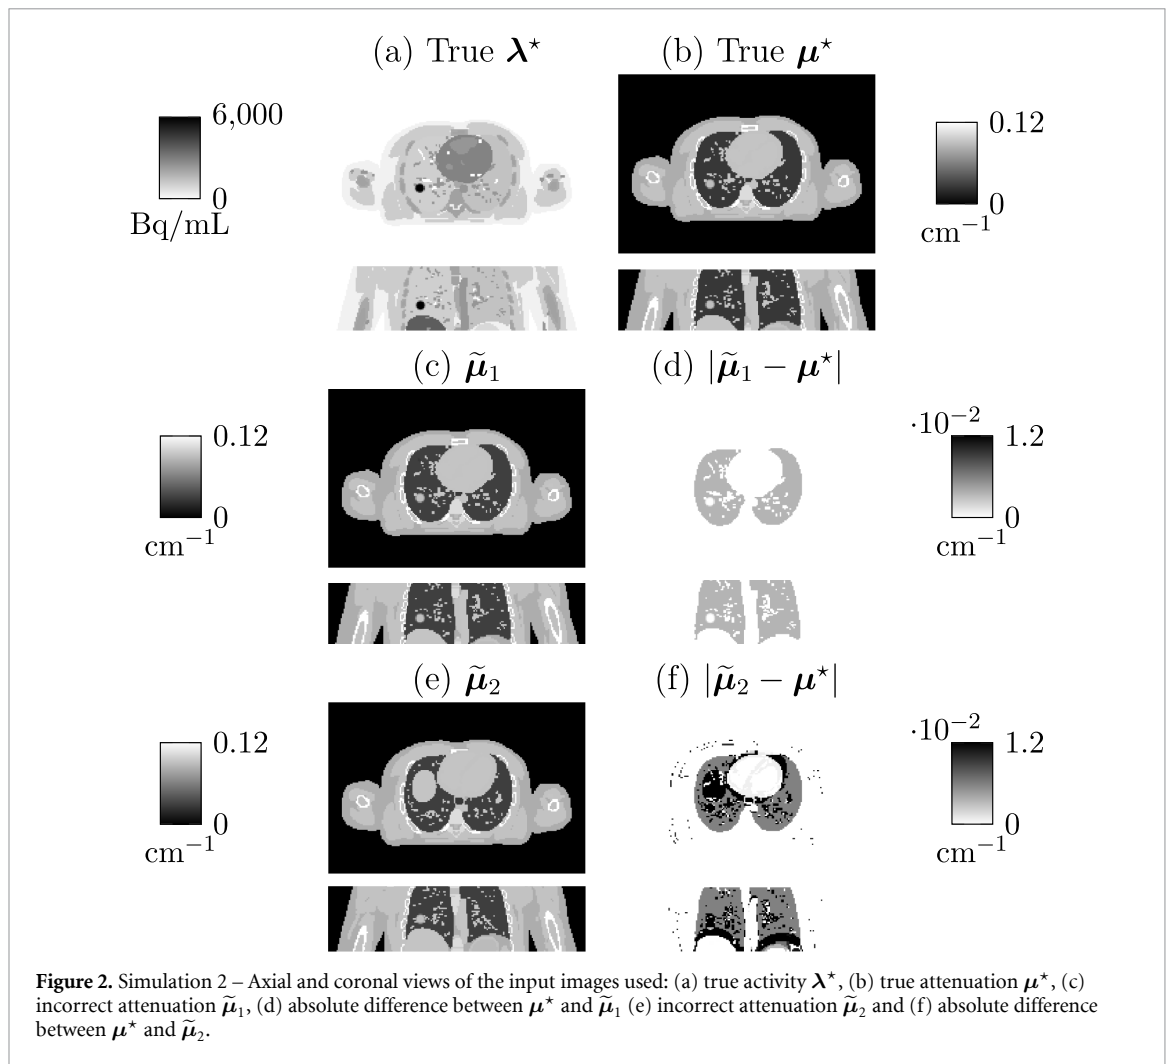 (a) True λ⋆
(b) True μ⋆
6,000
0
Bq/mL
0.12
0
cm⁻¹
(c) μ̃₁
(d) |μ̃₁ − μ⋆|
0.12
0
cm⁻¹
·10⁻²
1.2
0
cm⁻¹
(e) μ̃₂
(f) |μ̃₂ − μ⋆|
0.12
0
cm⁻¹
·10⁻²
1.2
0
cm⁻¹
Figure 2. Simulation 2 – Axial and coronal views of the input images used: (a) true activity λ⋆, (b) true attenuation μ⋆, (c)
incorrect attenuation μ̃₁, (d) absolute difference between μ⋆ and μ̃₁ (e) incorrect attenuation μ̃₂ and (f) absolute difference
between μ⋆ and μ̃₂.